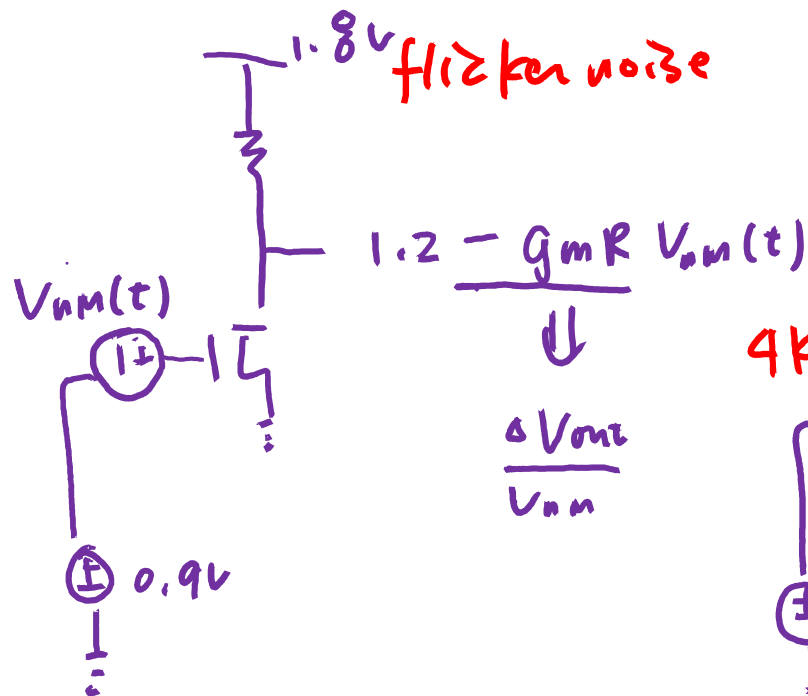 1.8V
flicker noise
1.2 - gmR Vnm(t)
Vnm(t)
⇓
4k
ΔVout
Vnm
0.9V